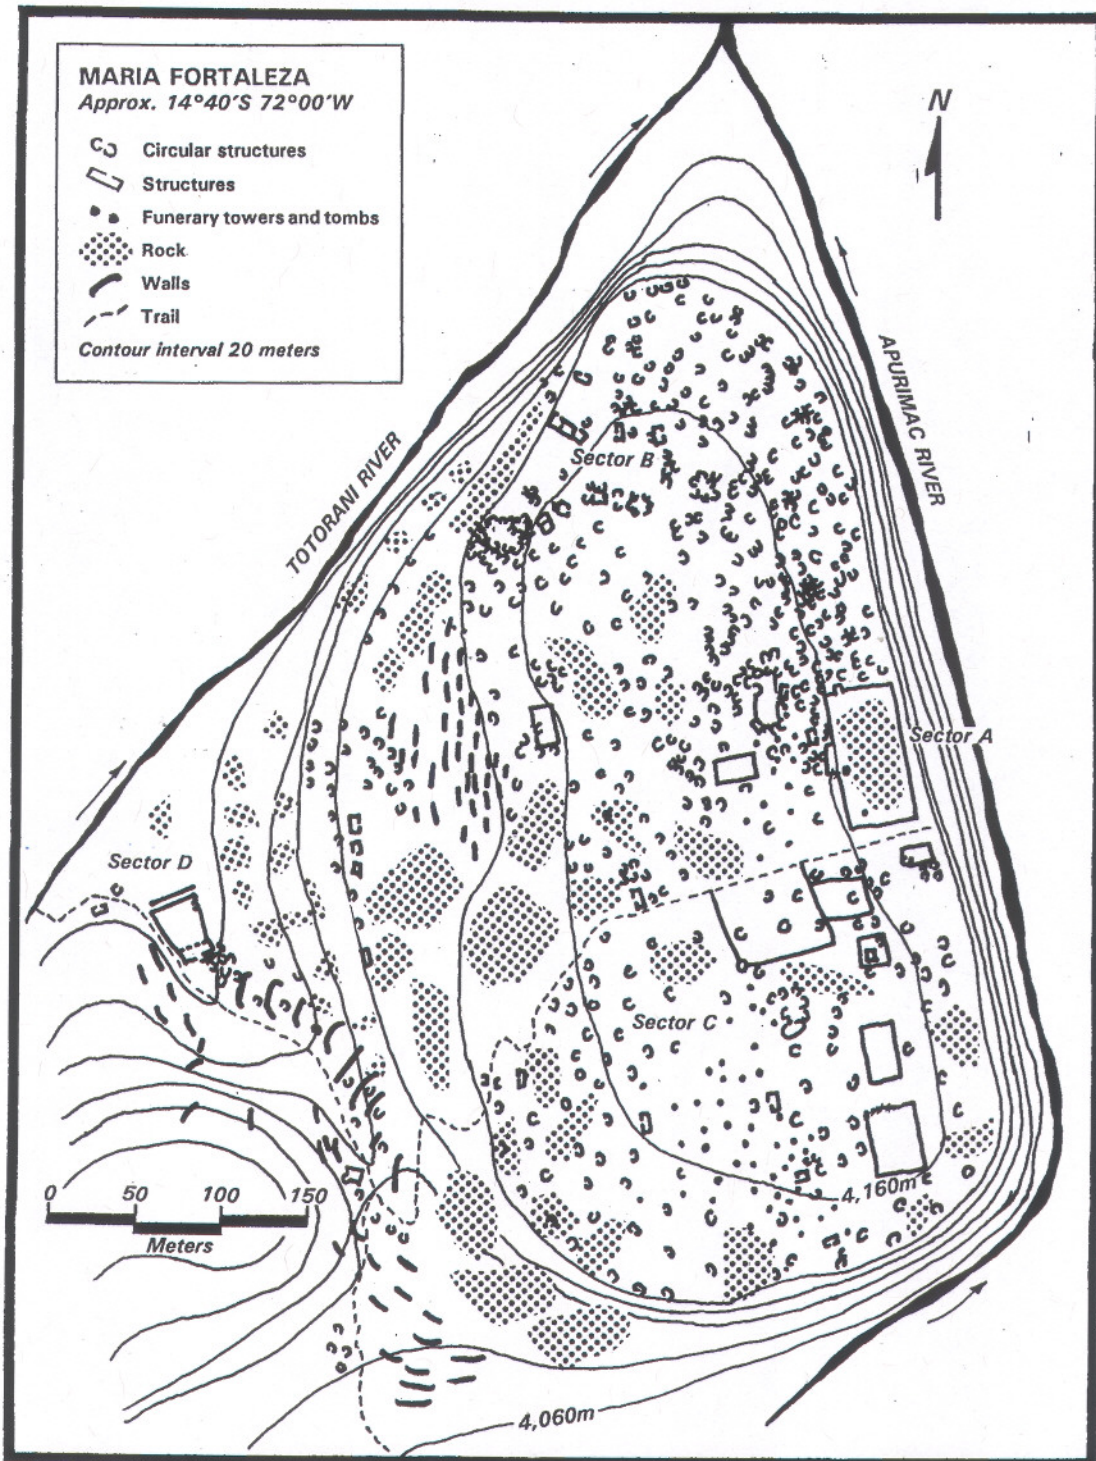 MARIA FORTALEZA
Approx. 14°40'S 72°00'W
Circular structures
Structures
Funerary towers and tombs
Rock
Walls
Trail
Contour interval 20 meters
N
APURIMAC RIVER
TOTORANI RIVER
Sector B
Sector A
Sector D
Sector C
4,160m
0 50 100 150
Meters
4,060m